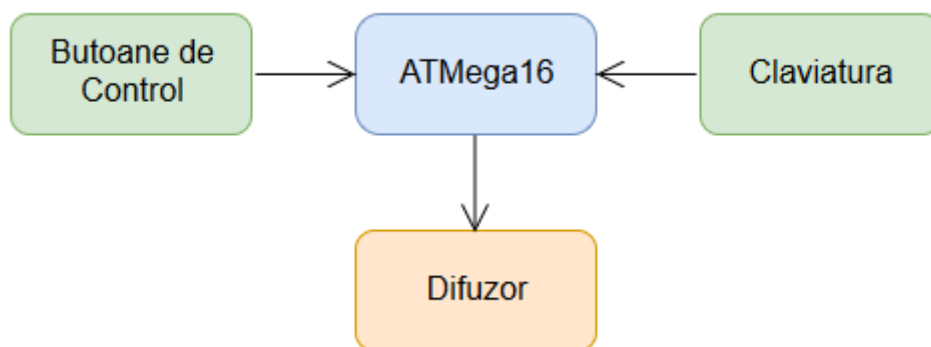 Butoane de
Control
ATMega16
Claviatura
Difuzor